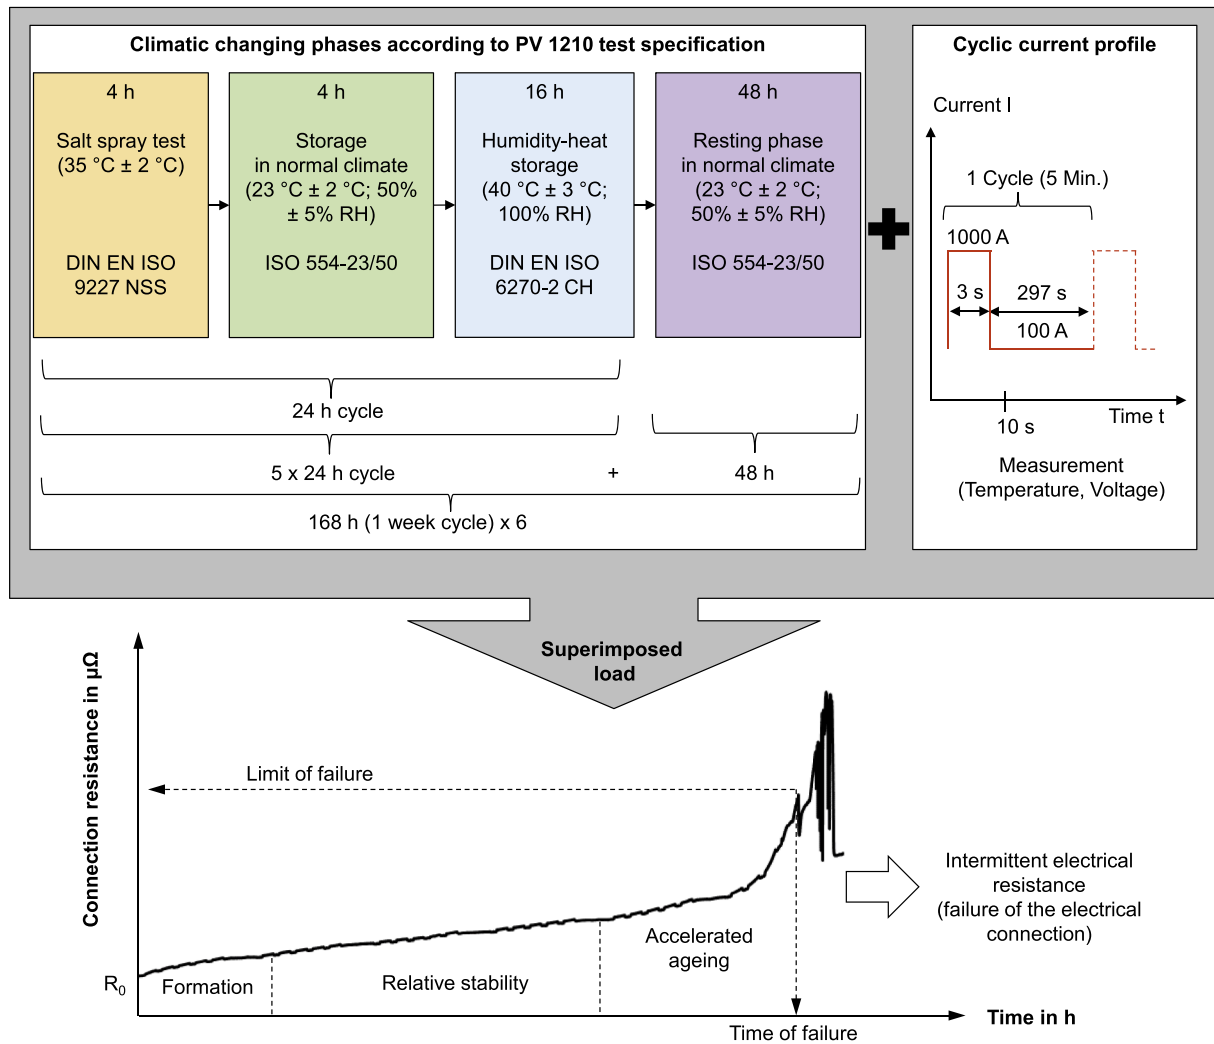 Climatic changing phases according to PV 1210 test specification
4 h
Salt spray test
(35 °C ± 2 °C)
DIN EN ISO
9227 NSS
4 h
Storage
in normal climate
(23 °C ± 2 °C; 50%
± 5% RH)
ISO 554-23/50
16 h
Humidity-heat
storage
(40 °C ± 3 °C;
100% RH)
DIN EN ISO
6270-2 CH
48 h
Resting phase
in normal climate
(23 °C ± 2 °C;
50% ± 5% RH)
ISO 554-23/50
24 h cycle
5 x 24 h cycle
+
48 h
168 h (1 week cycle) x 6
Cyclic current profile
Current I
1 Cycle (5 Min.)
1000 A
3 s
297 s
100 A
Time t
10 s
Measurement
(Temperature, Voltage)
Superimposed
load
Connection resistance in µΩ
Limit of failure
R₀
Formation
Relative stability
Accelerated
ageing
Time of failure
Time in h
Intermittent electrical
resistance
(failure of the electrical
connection)